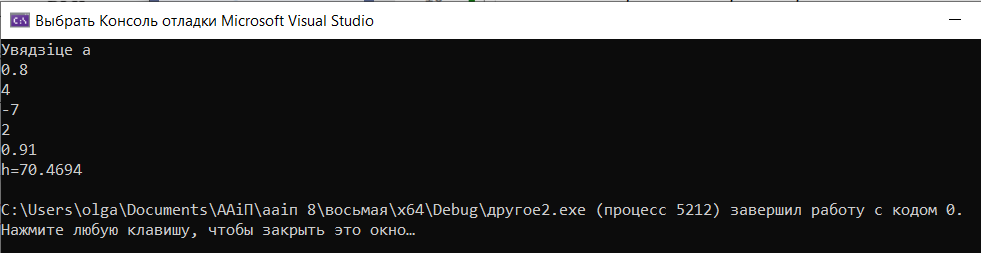 Выбрать Консоль отладки Microsoft Visual Studio
Увядзіце a
0.8
4
-7
2
0.91
h=70.4694
C:\Users\olga\Documents\ААіП\ааіп 8\восьмая\x64\Debug\другое2.exe (процесс 5212) завершил работу с кодом 0.
Нажмите любую клавишу, чтобы закрыть это окно…